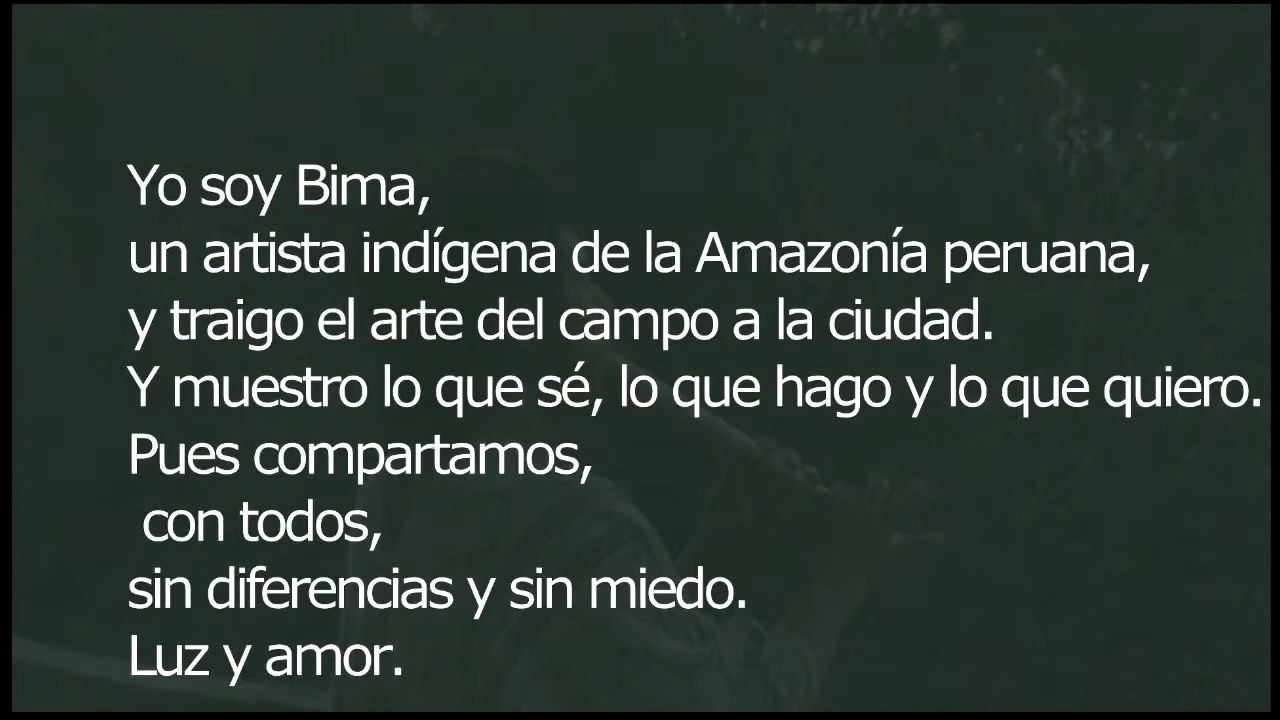 Yo soy Bima,
un artista indígena de la Amazonía peruana,
y traigo el arte del campo a la ciudad.
Y muestro lo que sé, lo que hago y lo que quiero.
Pues compartamos,
con todos,
sin diferencias y sin miedo.
Luz y amor.